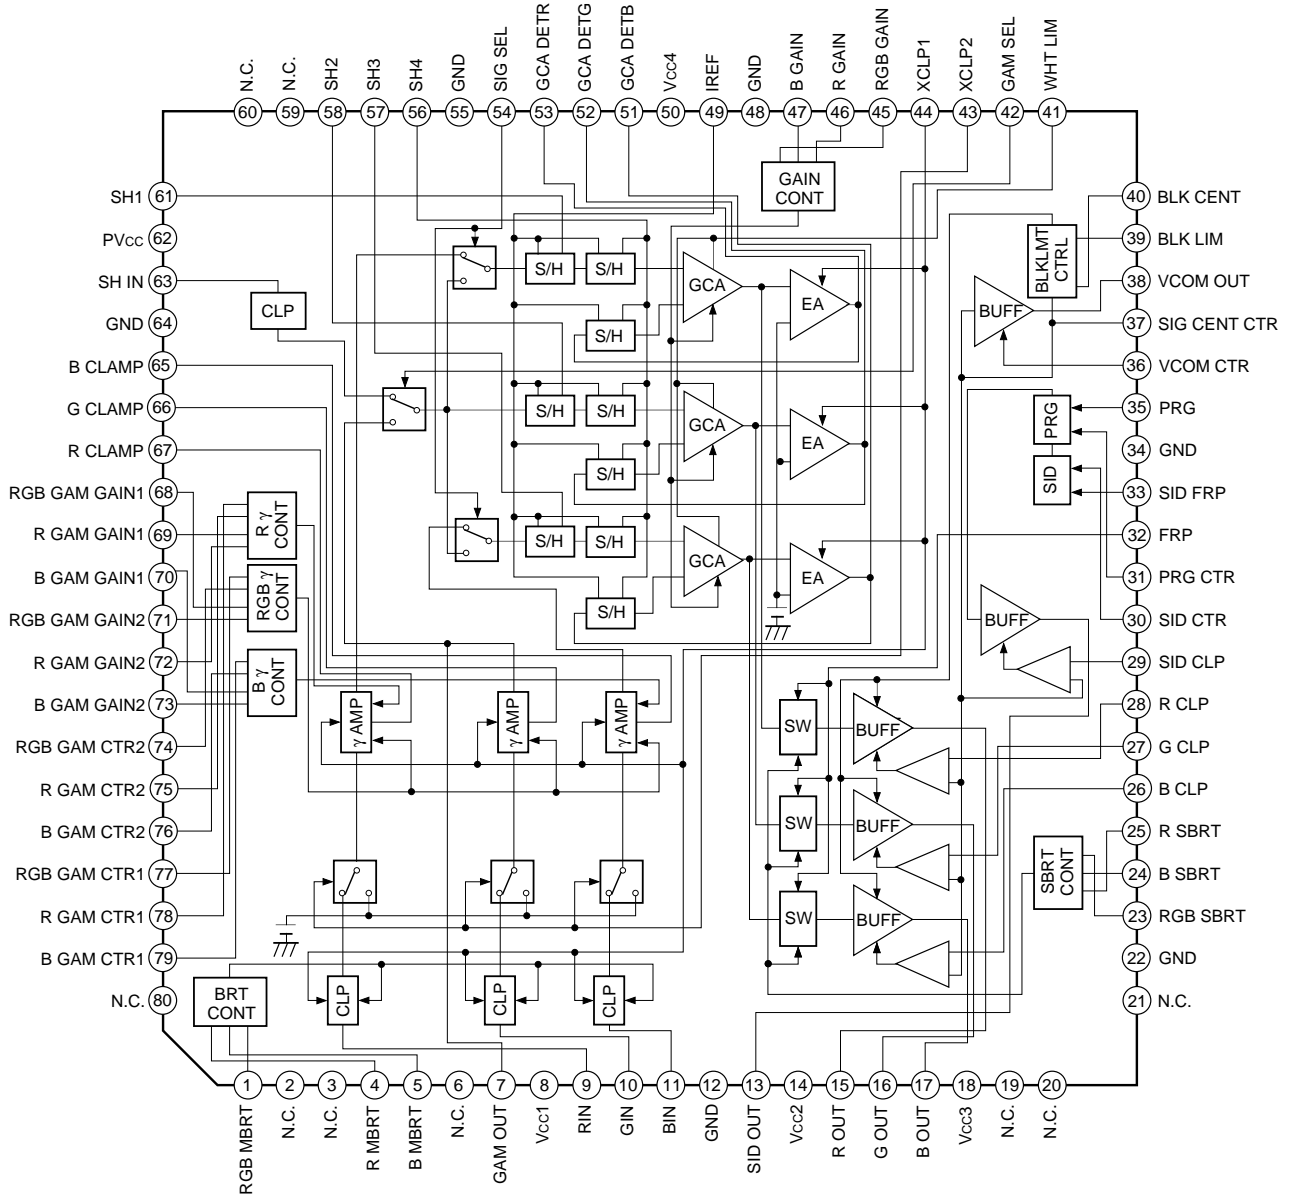 N.C.
N.C.
SH2
SH3
SH4
GND
SIG SEL
GCA DETR
GCA DETG
GCA DETB
Vcc4
IREF
GND
B GAIN
R GAIN
RGB GAIN
XCLP1
XCLP2
GAM SEL
WHT LIM
60
59
58
57
56
55
54
53
52
51
50
49
48
47
46
45
44
43
42
41
SH1 61
PVcc 62
SH IN 63
GND 64
B CLAMP 65
G CLAMP 66
R CLAMP 67
RGB GAM GAIN1 68
R GAM GAIN1 69
B GAM GAIN1 70
RGB GAM GAIN2 71
R GAM GAIN2 72
B GAM GAIN2 73
RGB GAM CTR2 74
R GAM CTR2 75
B GAM CTR2 76
RGB GAM CTR1 77
R GAM CTR1 78
B GAM CTR1 79
N.C. 80
GAIN
CONT
CLP
S/H
S/H
GCA
EA
S/H
S/H
S/H
GCA
EA
S/H
S/H
S/H
GCA
EA
S/H
BLKLMT
CTRL
BUFF
PRG
SID
BUFF
R γ
CONT
RGB γ
CONT
B γ
CONT
γ AMP
γ AMP
γ AMP
SW
BUFF
SW
BUFF
SW
BUFF
SBRT
CONT
BRT
CONT
CLP
CLP
CLP
40 BLK CENT
39 BLK LIM
38 VCOM OUT
37 SIG CENT CTR
36 VCOM CTR
35 PRG
34 GND
33 SID FRP
32 FRP
31 PRG CTR
30 SID CTR
29 SID CLP
28 R CLP
27 G CLP
26 B CLP
25 R SBRT
24 B SBRT
23 RGB SBRT
22 GND
21 N.C.
1
2
3
4
5
6
7
8
9
10
11
12
13
14
15
16
17
18
19
20
RGB MBRT
N.C.
N.C.
R MBRT
B MBRT
N.C.
GAM OUT
Vcc1
RIN
GIN
BIN
GND
SID OUT
Vcc2
R OUT
G OUT
B OUT
Vcc3
N.C.
N.C.